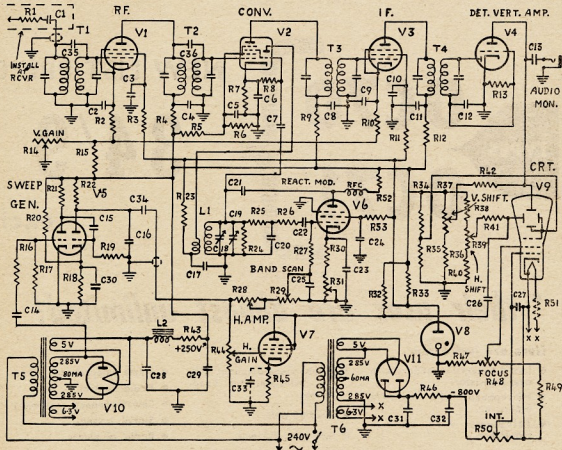 R1 C1
INSTALL AT RCVR
T1
C35
RF.
V1
C3
C2
R2
R3
T2
C36
CONV.
V2
R4
C4
R5
R7
R8
C5
C6
R6
C7
T3
I.F.
V3
R9
C8
C9
C10
R10
R11
T4
DET. VERT. AMP.
V4
C11
R12
C12
R13
C13
AUDIO MON.
V.GAIN
R14
R15
SWEEP GEN.
R21
R22
V5
R20
C34
C15
C16
R16
R17
R18
R19
C30
C14
R23
C21
REACT. MOD.
RFC
R52
L1
C19
C18
R24
R25
R26
C20
C22
V6
R53
C24
C17
BAND SCAN
R27
R30
R31
C25
C23
R28
R29
H. AMP.
R32
R33
R34
R35
R37
V. SHIFT.
R38
R36
R39
R40
H. SHIFT
R42
R41
C26
CRT.
V9
C27
R51
X X
L2
R43
+250V
C28
C29
R44
H. GAIN
V7
C33
R45
V8
R47
FOCUS
R48
R49
T5
5V
285V
80MA
285V
6·3V
V10
240V
T6
5V
285V
60MA
285V
6·3V
X
X
V11
R46
-800V
C31
C32
INT.
R50